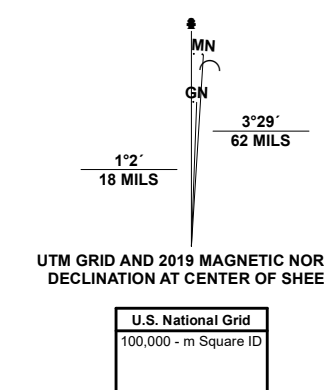 MN
GN
3°29´
62 MILS
1°2´
18 MILS
UTM GRID AND 2019 MAGNETIC NOR
DECLINATION AT CENTER OF SHEE
U.S. National Grid
100,000 - m Square ID